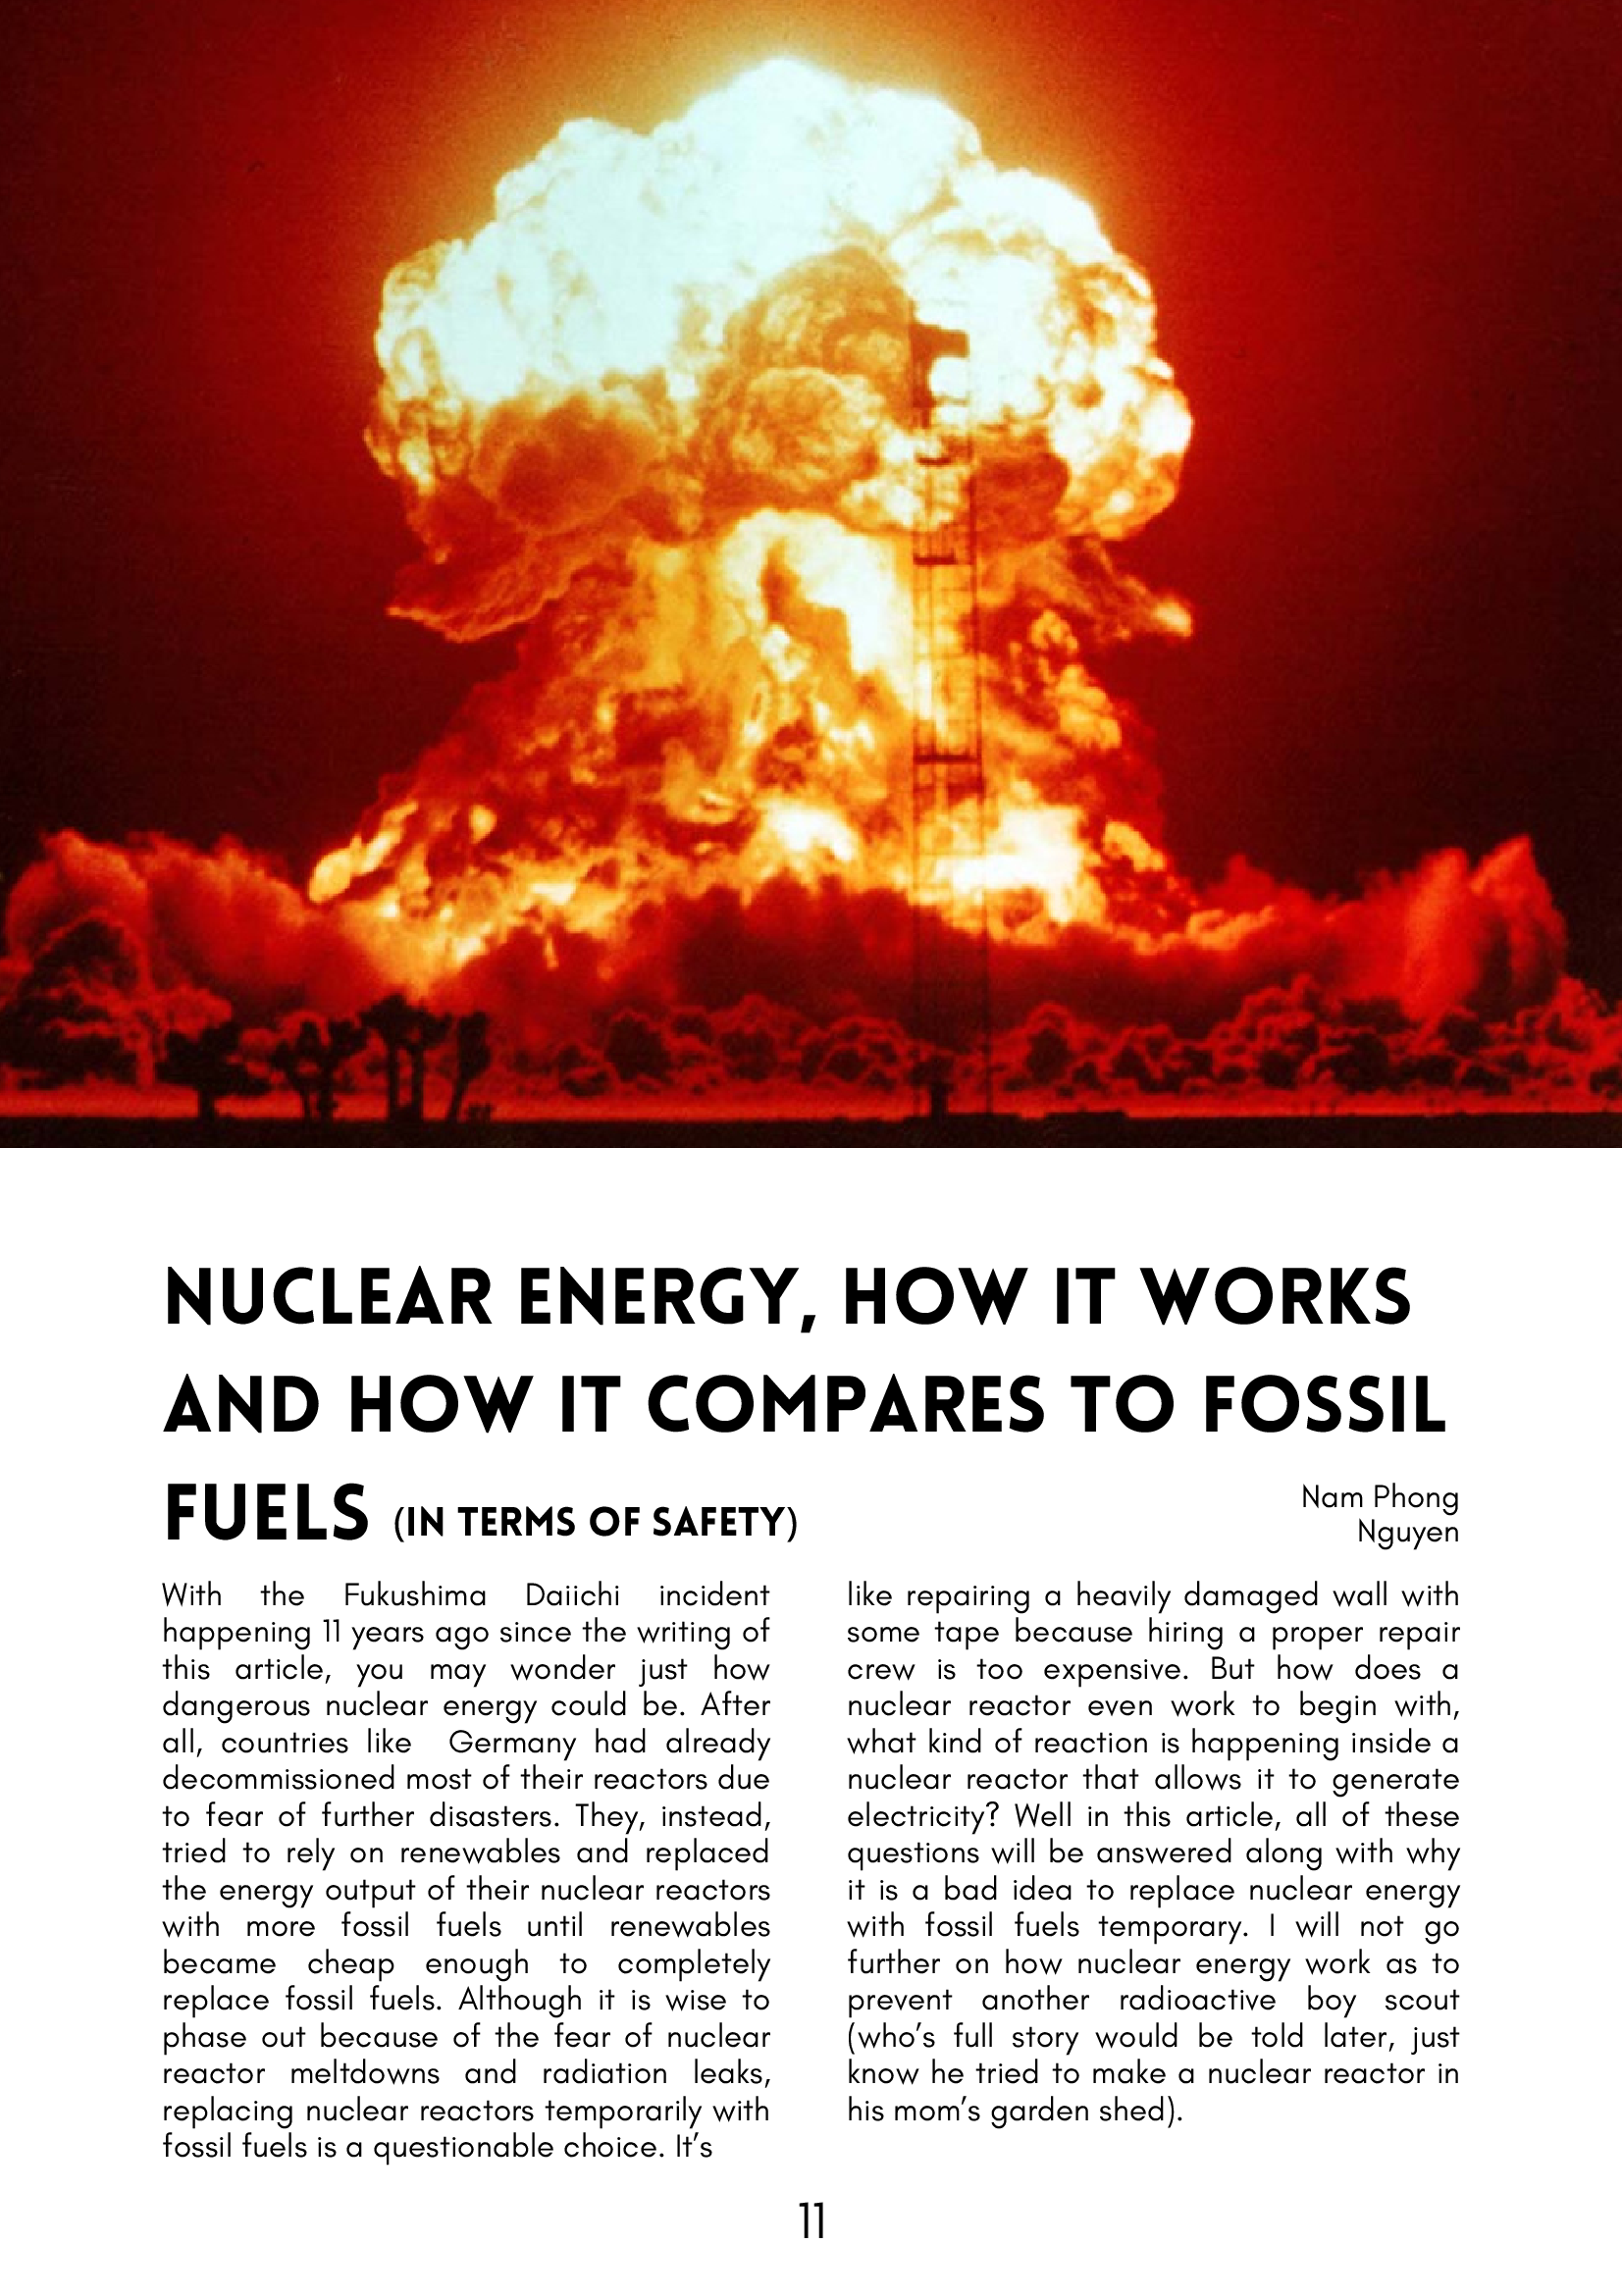 NUCLEAR ENERGY, HOW IT WORKS
AND HOW IT COMPARES TO FOSSIL
FUELS (IN TERMS OF SAFETY)
Nam Phong
Nguyen
With the Fukushima Daiichi incident
happening 11 years ago since the writing of
this article, you may wonder just how
dangerous nuclear energy could be. After
all, countries like Germany had already
decommissioned most of their reactors due
to fear of further disasters. They, instead,
tried to rely on renewables and replaced
the energy output of their nuclear reactors
with more fossil fuels until renewables
became cheap enough to completely
replace fossil fuels. Although it is wise to
phase out because of the fear of nuclear
reactor meltdowns and radiation leaks,
replacing nuclear reactors temporarily with
fossil fuels is a questionable choice. It’s
like repairing a heavily damaged wall with
some tape because hiring a proper repair
crew is too expensive. But how does a
nuclear reactor even work to begin with,
what kind of reaction is happening inside a
nuclear reactor that allows it to generate
electricity? Well in this article, all of these
questions will be answered along with why
it is a bad idea to replace nuclear energy
with fossil fuels temporary. I will not go
further on how nuclear energy work as to
prevent another radioactive boy scout
(who’s full story would be told later, just
know he tried to make a nuclear reactor in
his mom’s garden shed).
11